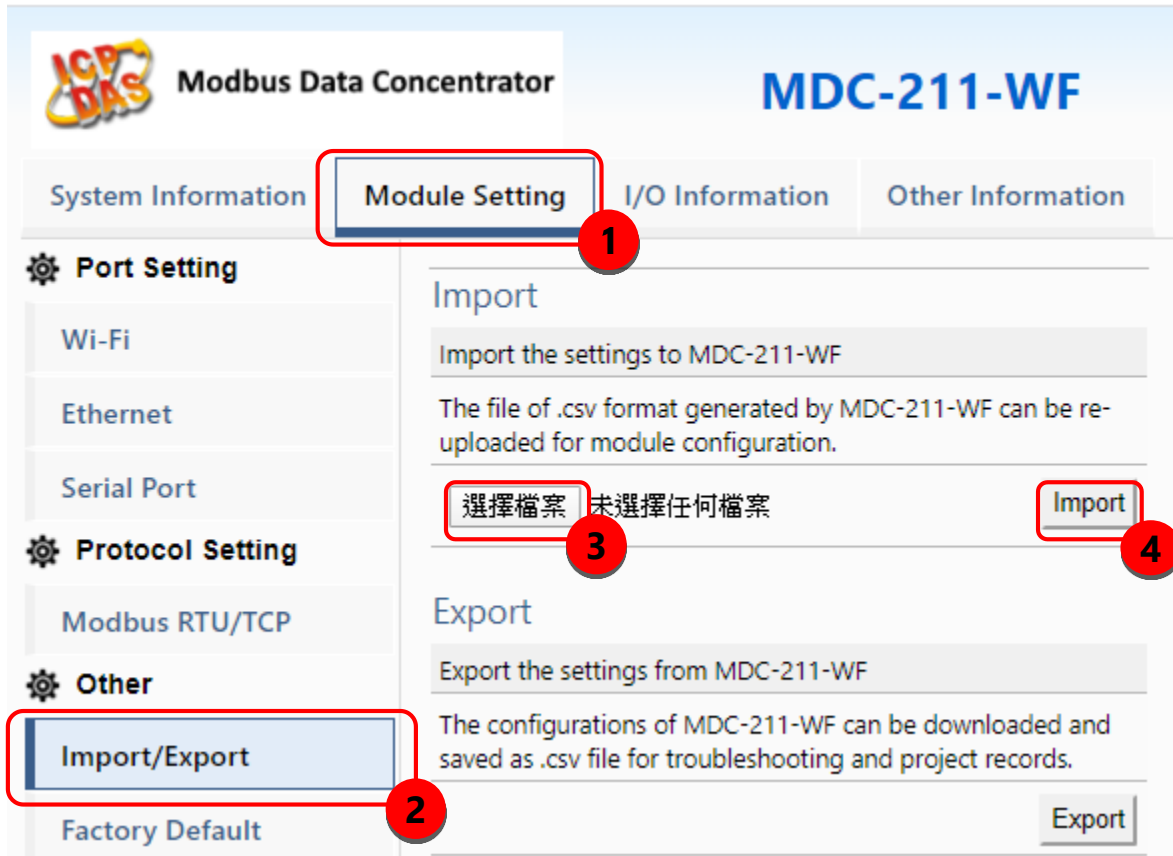 ICP DAS
Modbus Data Concentrator
MDC-211-WF
System Information
Module Setting
I/O Information
Other Information
1
Port Setting
Wi-Fi
Ethernet
Serial Port
Protocol Setting
Modbus RTU/TCP
Other
Import/Export
2
Factory Default
Import
Import the settings to MDC-211-WF
The file of .csv format generated by MDC-211-WF can be re-
uploaded for module configuration.
選擇檔案 未選擇任何檔案
Import
3
4
Export
Export the settings from MDC-211-WF
The configurations of MDC-211-WF can be downloaded and
saved as .csv file for troubleshooting and project records.
Export